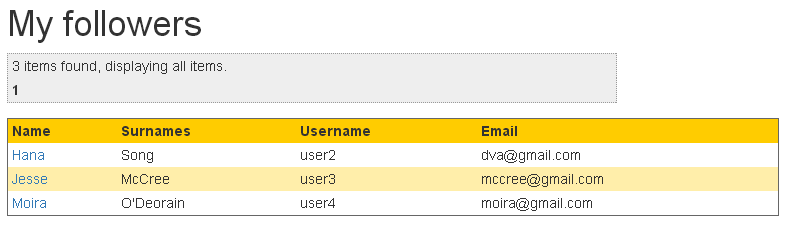 My followers
3 items found, displaying all items.
1
Name Surnames Username Email
Hana Song user2 dva@gmail.com
Jesse McCree user3 mccree@gmail.com
Moira O'Deorain user4 moira@gmail.com